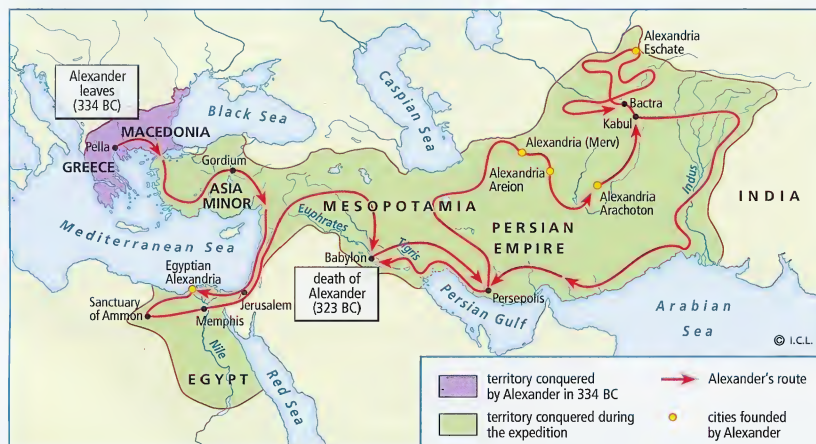 Alexander
leaves
(334 BC)
Black Sea
Caspian Sea
Alexandria
Eschate
MACEDONIA
Pella
GREECE
Gordium
ASIA
MINOR
Bactra
Kabul
Alexandria (Merv)
Alexandria
Areion
Alexandria
Arachoton
Indus
INDIA
MESOPOTAMIA
Euphrates
Tigris
PERSIAN
EMPIRE
Mediterranean Sea
Babylon
death of
Alexander
(323 BC)
Persepolis
Persian Gulf
Arabian
Sea
Egyptian
Alexandria
Sanctuary
of Ammon
Memphis
Jerusalem
Nile
EGYPT
Red Sea
© I.C.L.
territory conquered
by Alexander in 334 BC
Alexander's route
territory conquered during
the expedition
cities founded
by Alexander